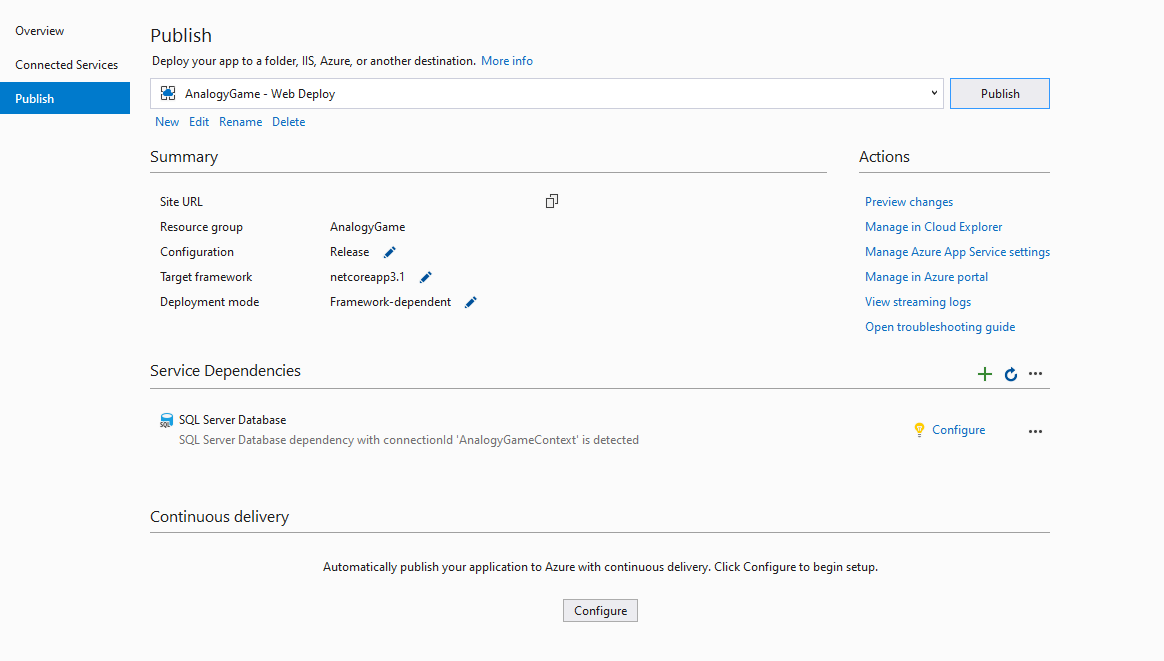 Overview
Connected Services
Publish
Publish
Deploy your app to a folder, IIS, Azure, or another destination. More info
AnalogyGame - Web Deploy
Publish
New Edit Rename Delete
Summary
Site URL
Resource group AnalogyGame
Configuration Release
Target framework netcoreapp3.1
Deployment mode Framework-dependent
Actions
Preview changes
Manage in Cloud Explorer
Manage Azure App Service settings
Manage in Azure portal
View streaming logs
Open troubleshooting guide
Service Dependencies
SQL
SQL Server Database
SQL Server Database dependency with connectionId 'AnalogyGameContext' is detected
Configure
Continuous delivery
Automatically publish your application to Azure with continuous delivery. Click Configure to begin setup.
Configure